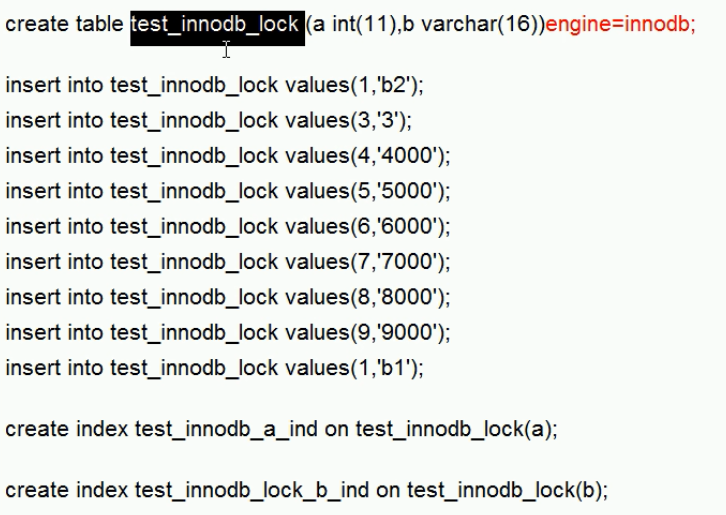 create table test_innodb_lock (a int(11),b varchar(16))engine=innodb;
insert into test_innodb_lock values(1,'b2');
insert into test_innodb_lock values(3,'3');
insert into test_innodb_lock values(4,'4000');
insert into test_innodb_lock values(5,'5000');
insert into test_innodb_lock values(6,'6000');
insert into test_innodb_lock values(7,'7000');
insert into test_innodb_lock values(8,'8000');
insert into test_innodb_lock values(9,'9000');
insert into test_innodb_lock values(1,'b1');
create index test_innodb_a_ind on test_innodb_lock(a);
create index test_innodb_lock_b_ind on test_innodb_lock(b);